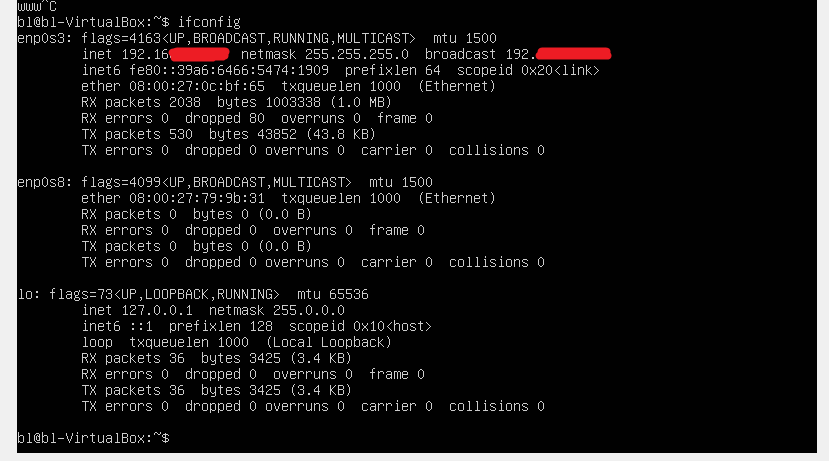 www^C
bl@bl-VirtualBox:~$ ifconfig
enp0s3: flags=4163<UP,BROADCAST,RUNNING,MULTICAST>  mtu 1500
        inet 192.16  netmask 255.255.255.0  broadcast 192.
        inet6 fe80::39a6:6466:5474:1909  prefixlen 64  scopeid 0x20<link>
        ether 08:00:27:0c:bf:65  txqueuelen 1000  (Ethernet)
        RX packets 2038  bytes 1003338 (1.0 MB)
        RX errors 0  dropped 80  overruns 0  frame 0
        TX packets 530  bytes 43852 (43.8 KB)
        TX errors 0  dropped 0 overruns 0  carrier 0  collisions 0
enp0s8: flags=4099<UP,BROADCAST,MULTICAST>  mtu 1500
        ether 08:00:27:79:9b:31  txqueuelen 1000  (Ethernet)
        RX packets 0  bytes 0 (0.0 B)
        RX errors 0  dropped 0  overruns 0  frame 0
        TX packets 0  bytes 0 (0.0 B)
        TX errors 0  dropped 0 overruns 0  carrier 0  collisions 0
lo: flags=73<UP,LOOPBACK,RUNNING>  mtu 65536
        inet 127.0.0.1  netmask 255.0.0.0
        inet6 ::1  prefixlen 128  scopeid 0x10<host>
        loop  txqueuelen 1000  (Local Loopback)
        RX packets 36  bytes 3425 (3.4 KB)
        RX errors 0  dropped 0  overruns 0  frame 0
        TX packets 36  bytes 3425 (3.4 KB)
        TX errors 0  dropped 0 overruns 0  carrier 0  collisions 0
bl@bl-VirtualBox:~$